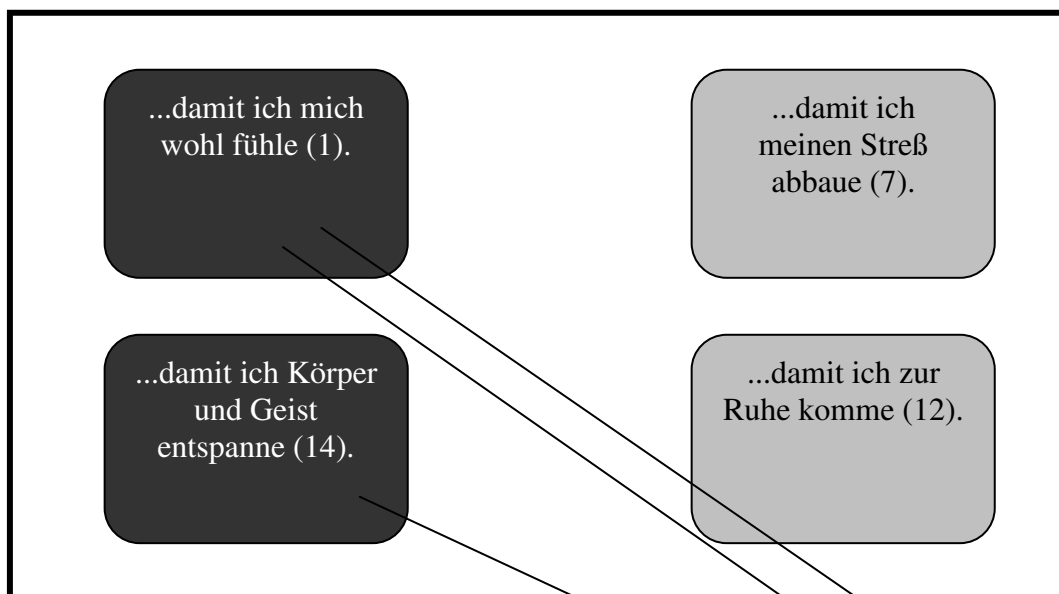 ...damit ich mich
wohl fühle (1).
...damit ich
meinen Streß
abbaue (7).
...damit ich Körper
und Geist
entspanne (14).
...damit ich zur
Ruhe komme (12).